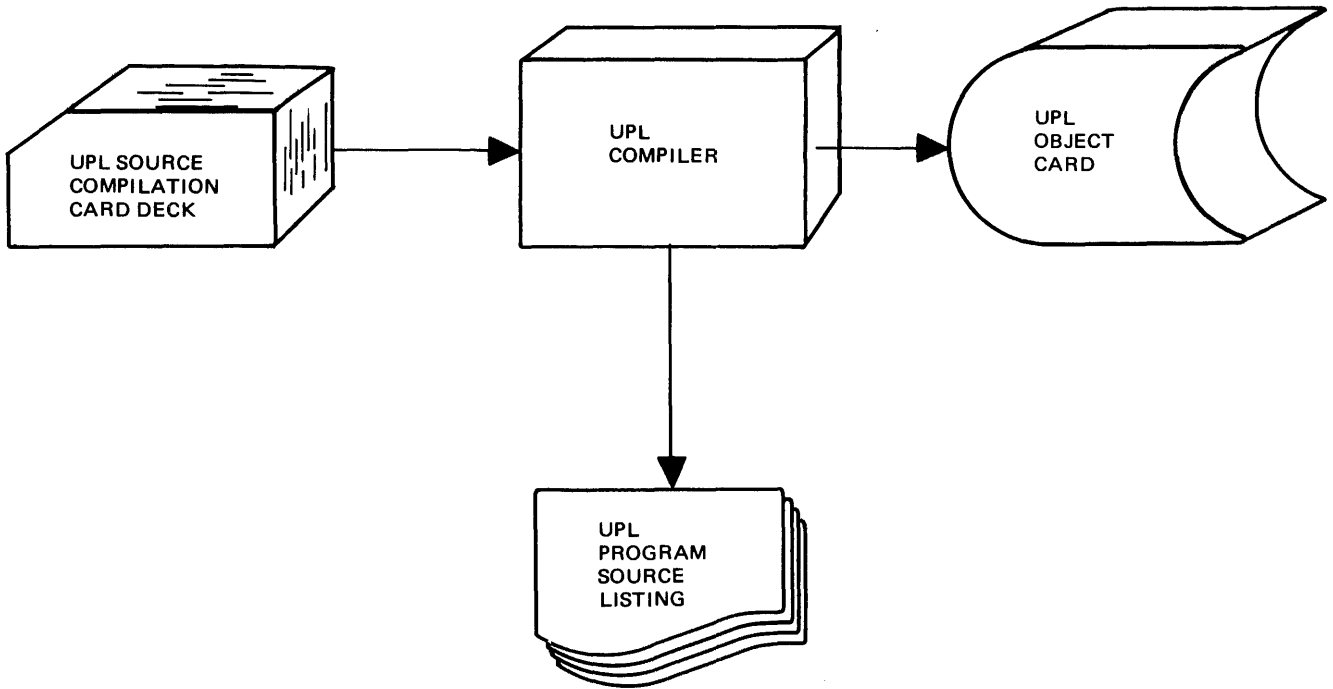 UPL SOURCE
COMPILATION
CARD DECK
UPL
COMPILER
UPL
OBJECT
CARD
UPL
PROGRAM
SOURCE
LISTING